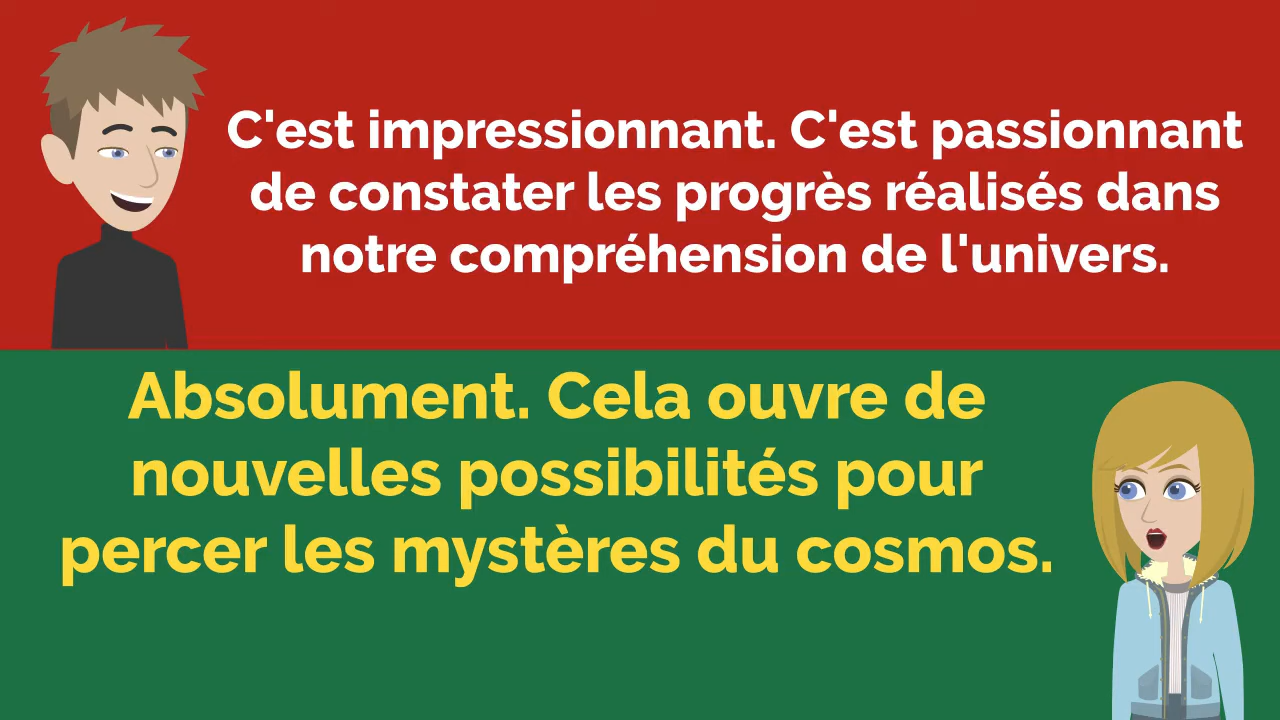 C'est impressionnant. C'est passionnant
de constater les progrès réalisés dans
notre compréhension de l'univers.
Absolument. Cela ouvre de
nouvelles possibilités pour
percer les mystères du cosmos.